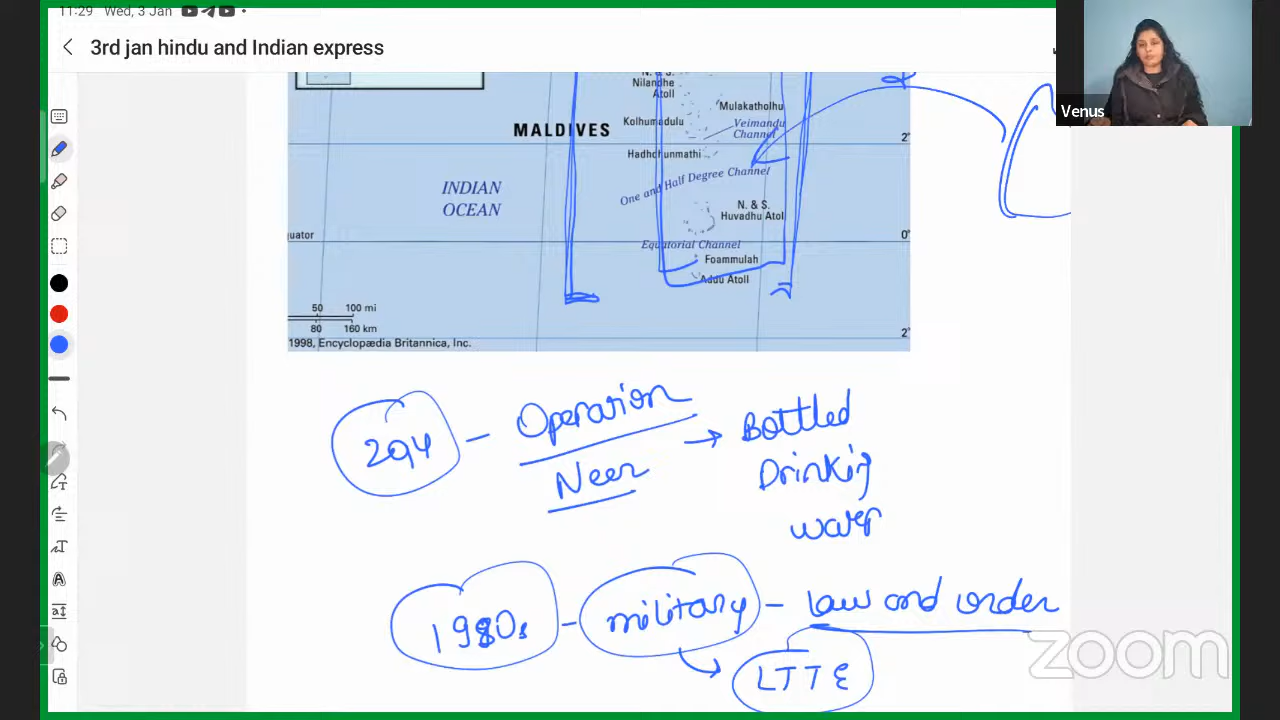 11:29 Wed, 3 Jan
3rd jan hindu and Indian express
Venus
N. & S.
Nilandhe
Atoll
Mulakatholhu
Kolhumadulu
Veimandu
Channel
MALDIVES
2°
Hadhdhunmathi
One and Half Degree Channel
INDIAN
OCEAN
N. & S.
Huvadhu Atoll
quator
0°
Equatorial Channel
Foammulah
Addu Atoll
50 100 mi
80 160 km
2°
1998, Encyclopædia Britannica, Inc.
2014 - Operation Neer → Bottled
Drinking
water
1980s - military - law and order
LTTE
zoom